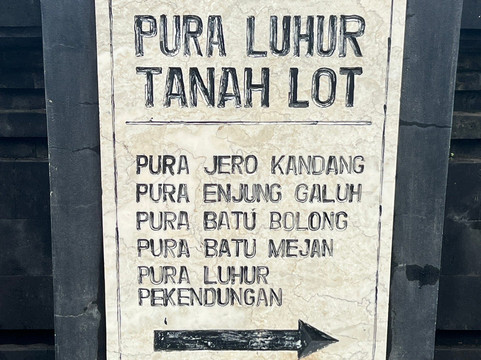 PURA LUHUR
TANAH LOT
PURA JERO KANDANG
PURA ENJUNG GALUH
PURA BATU BOLONG
PURA BATU MEJAN
PURA LUHUR
PEKENDUNGAN